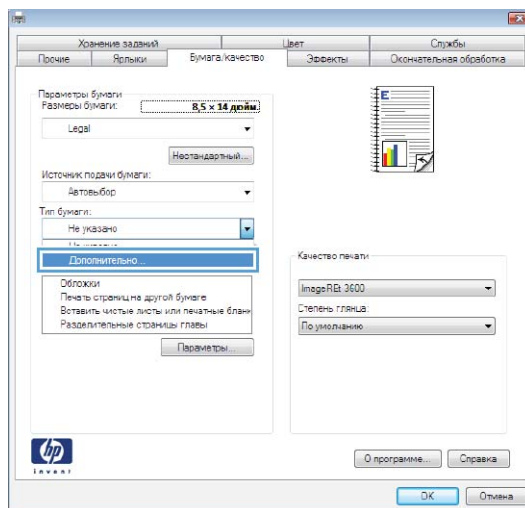 Хранение заданий
Цвет
Службы
Прочие
Ярлыки
Бумага/качество
Эффекты
Окончательная обработка
Параметры бумаги
Размеры бумаги:
8,5 × 14 дюйм.
Legal
Нестандартный...
Источник подачи бумаги:
Автовыбор
Тип бумаги:
Не указано
Дополнительно ...
Обложки
Печать страниц на другой бумаге
Вставить чистые листы или печатные бланк
Разделительные страницы главы
Параметры...
E
Качество печати
ImageREt 3600
Степень глянца:
По умолчанию
hp
invent
О программе...
Справка
OK
Отмена